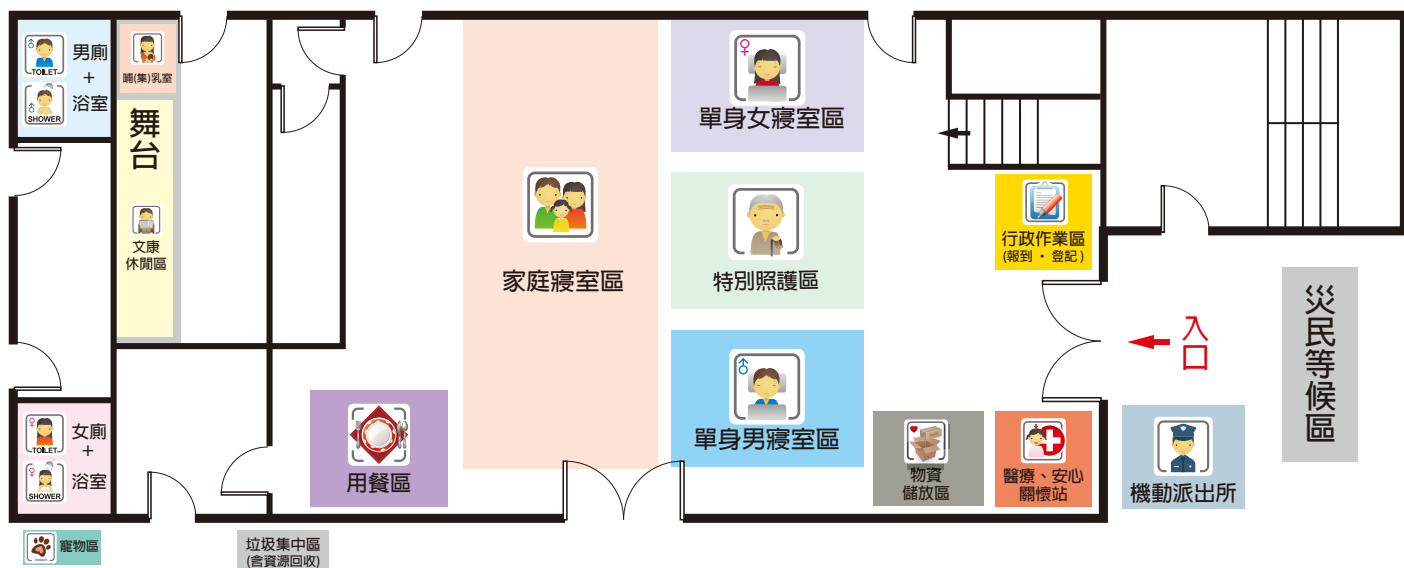 TOILET
男廁
+
SHOWER
浴室
哺(集)乳室
舞台
文康
休閒區
TOILET
女廁
+
SHOWER
浴室
寵物區
垃圾集中區
(含資源回收)
用餐區
家庭寢室區
單身女寢室區
特別照護區
單身男寢室區
行政作業區
(報到・登記)
物資
儲放區
醫療、安心
關懷站
入口
機動派出所
災民等候區